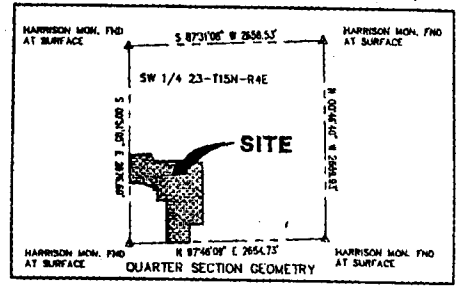 HARRISON MON. FND
AT SURFACE
S 87°31'08" W 2658.53'
HARRISON MON. FND
AT SURFACE
SW 1/4 23-T15N-R4E
SITE
HARRISON MON. FND
AT SURFACE
N 87°46'09" E 2654.73'
HARRISON MON. FND
AT SURFACE
QUARTER SECTION GEOMETRY